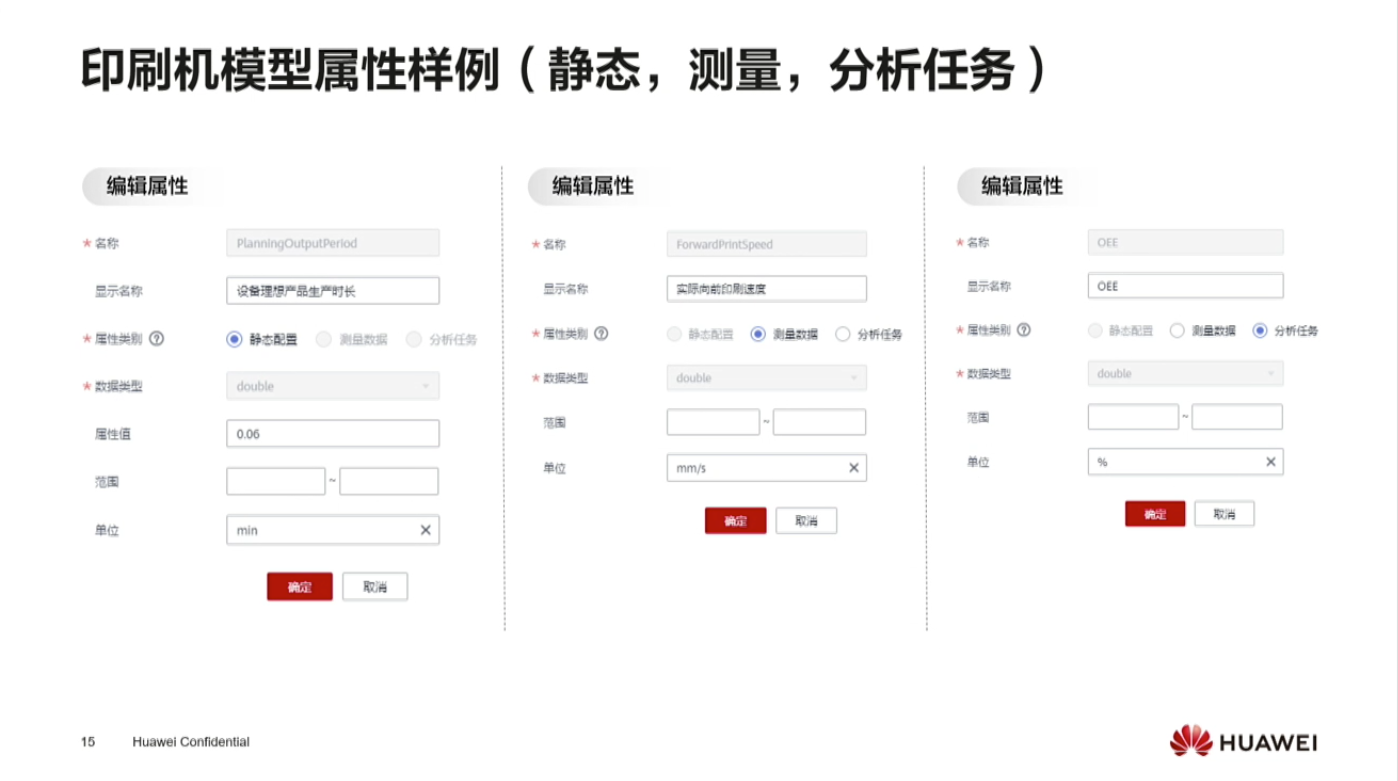 印刷机模型属性样例（静态，测量，分析任务）
编辑属性
* 名称 PlanningOutputPeriod
显示名称 设备理想产品生产时长
* 属性类别 ? 静态配置 测量数据 分析任务
* 数据类型 double
属性值 0.06
范围 ~
单位 min ×
确定 取消
编辑属性
* 名称 ForwardPrintSpeed
显示名称 实际向前印刷速度
* 属性类别 ? 静态配置 测量数据 分析任务
* 数据类型 double
范围 ~
单位 mm/s ×
确定 取消
编辑属性
* 名称 OEE
显示名称 OEE
* 属性类别 ? 静态配置 测量数据 分析任务
* 数据类型 double
范围 ~
单位 % ×
确定 取消
15 Huawei Confidential
HUAWEI